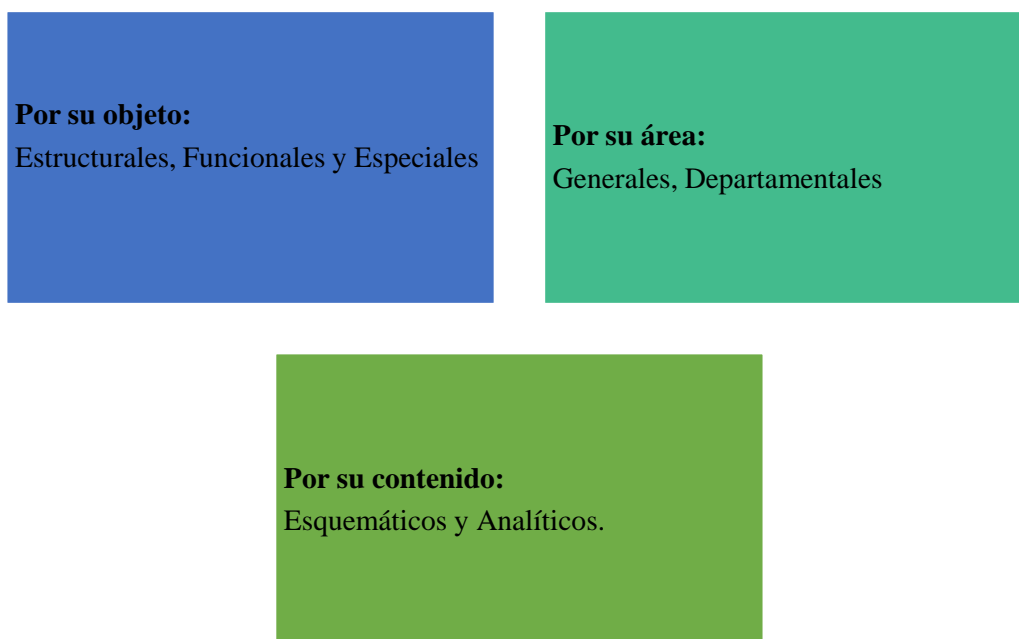 Por su objeto:
Estructurales, Funcionales y Especiales
Por su área:
Generales, Departamentales
Por su contenido:
Esquemáticos y Analíticos.